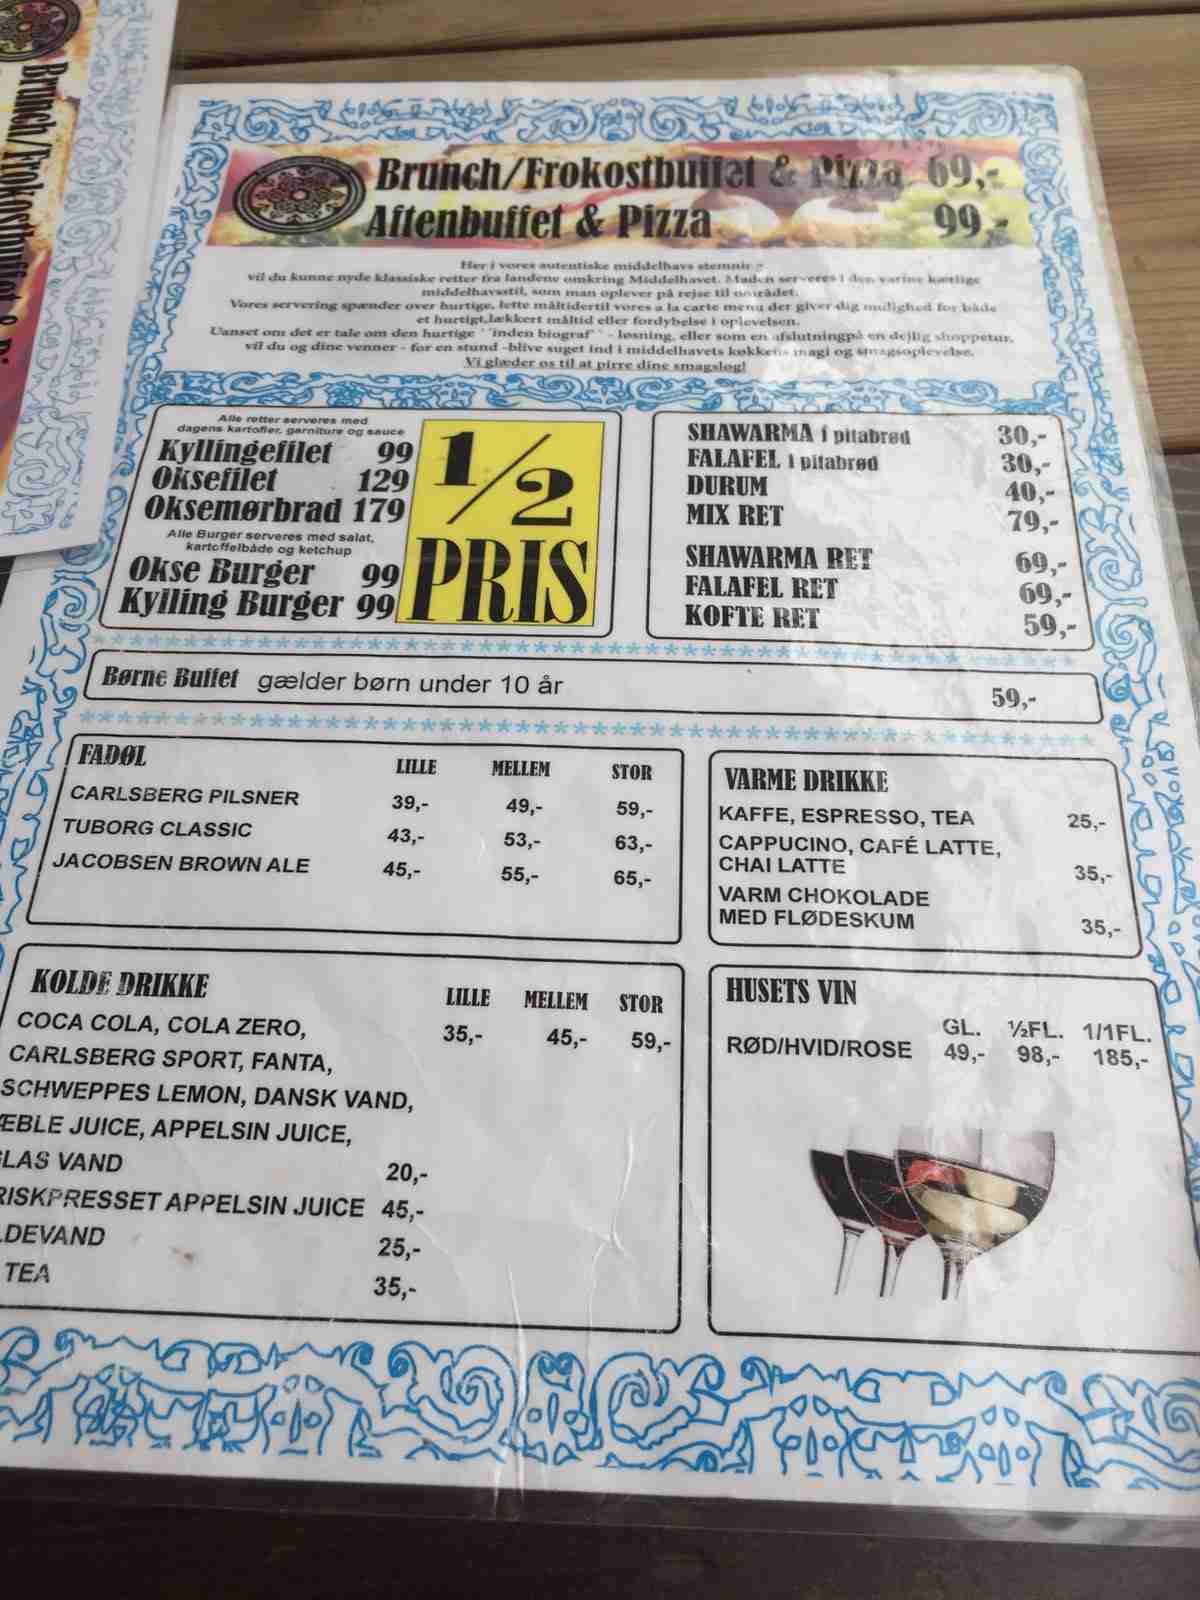 Brunch/Frokostbuffet & Pizza 69,-
Aftenbuffet & Pizza 99,-
Her i vores autentiske middelhavs stemning
vil du kunne nyde klassiske retter fra landene omkring Middelhavet. Maden serveres i den varme kærlige
middelhavsstil, som man oplever på rejse til området.
Vores servering spænder over hurtige, lette måltidertil vores a la carte menu der giver dig mulighed for både
et hurtigt,lækkert måltid eller fordybelse i oplevelsen.
Uanset om det er tale om den hurtige ´´inden biograf´´ - løsning, eller som en afslutningpå en dejlig shoppetur,
vil du og dine venner - for en stund -blive suget ind i middelhavets køkkens magi og smagsoplevelse.
Vi glæder os til at pirre dine smagsløg!
Alle retter serveres med
dagens kartofler, garniture og sauce
Kyllingefilet 99
Oksefilet 129
Oksemørbrad 179
Alle Burger serveres med salat,
kartoffelbåde og ketchup
Okse Burger 99
Kylling Burger 99
1/2
PRIS
SHAWARMA i pitabrød 30,-
FALAFEL i pitabrød 30,-
DURUM 40,-
MIX RET 79,-
SHAWARMA RET 69,-
FALAFEL RET 69,-
KOFTE RET 59,-
Børne Buffet gælder børn under 10 år 59,-
FADØL LILLE MELLEM STOR
CARLSBERG PILSNER 39,- 49,- 59,-
TUBORG CLASSIC 43,- 53,- 63,-
JACOBSEN BROWN ALE 45,- 55,- 65,-
VARME DRIKKE
KAFFE, ESPRESSO, TEA 25,-
CAPPUCINO, CAFÉ LATTE,
CHAI LATTE 35,-
VARM CHOKOLADE
MED FLØDESKUM 35,-
KOLDE DRIKKE LILLE MELLEM STOR
COCA COLA, COLA ZERO, 35,- 45,- 59,-
CARLSBERG SPORT, FANTA,
SCHWEPPES LEMON, DANSK VAND,
ÆBLE JUICE, APPELSIN JUICE,
LAS VAND 20,-
RISKPRESSET APPELSIN JUICE 45,-
LDEVAND 25,-
TEA 35,-
HUSETS VIN
GL. ½FL. 1/1FL.
RØD/HVID/ROSE 49,- 98,- 185,-
Brunch/Frokostbuffet &